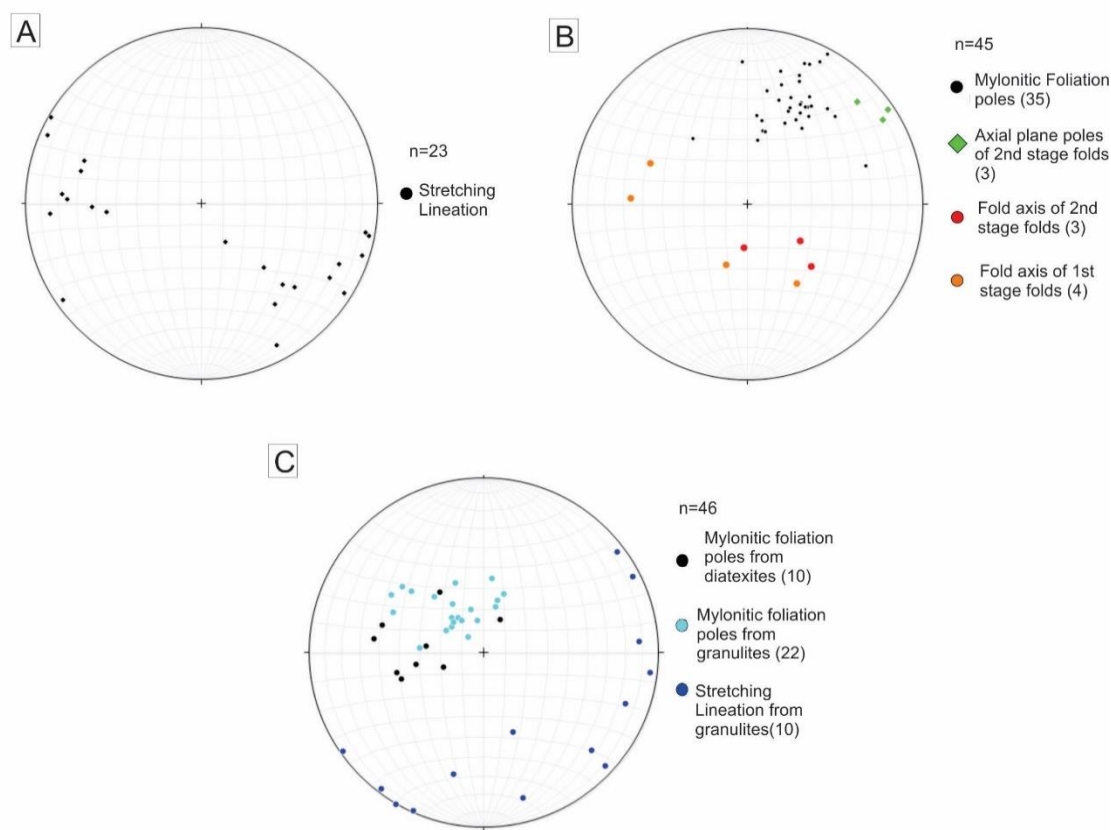 A
n=23
Stretching
Lineation
B
n=45
Mylonitic Foliation
poles (35)
Axial plane poles
of 2nd stage folds
(3)
Fold axis of 2nd
stage folds (3)
Fold axis of 1st
stage folds (4)
C
n=46
Mylonitic foliation
poles from
diatexites (10)
Mylonitic foliation
poles from
granulites (22)
Stretching
Lineation from
granulites(10)